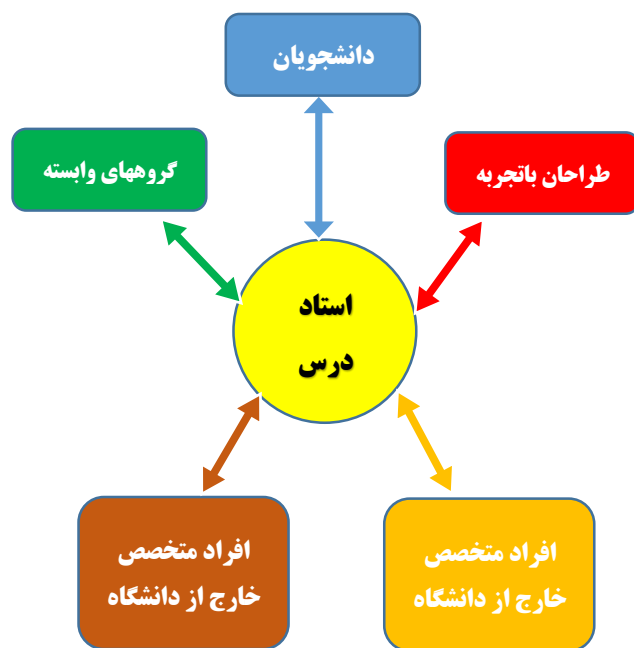 دانشجویان
طراحان باتجربه
گروههای وابسته
استاد
درس
افراد متخصص
خارج از دانشگاه
افراد متخصص
خارج از دانشگاه